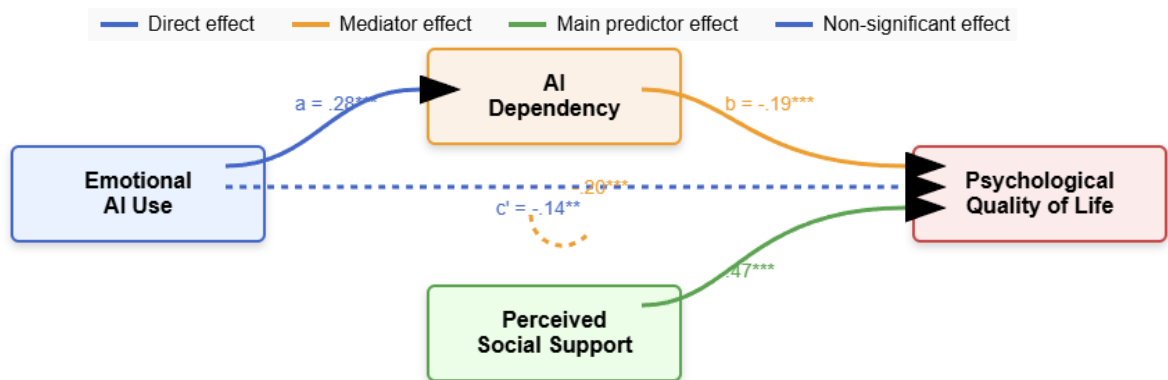 Direct effect
Mediator effect
Main predictor effect
Non-significant effect
AI
Dependency
a = .28***
b = -.19***
Emotional
AI Use
.20***
c' = -.14**
Psychological
Quality of Life
.47***
Perceived
Social Support